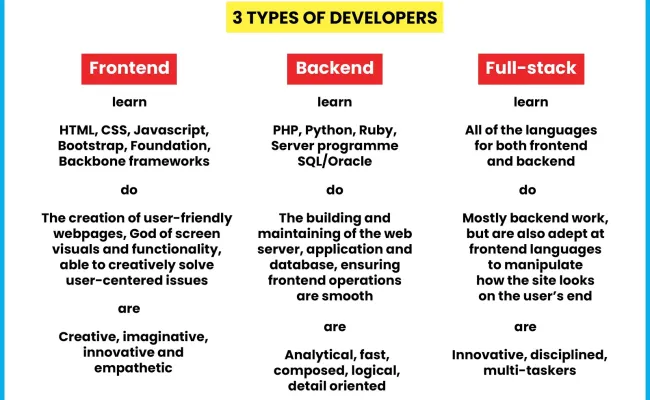 3 TYPES OF DEVELOPERS
Frontend
learn
HTML, CSS, Javascript,
Bootstrap, Foundation,
Backbone frameworks
do
The creation of user-friendly
webpages, God of screen
visuals and functionality,
able to creatively solve
user-centered issues
are
Creative, imaginative,
innovative and
empathetic
Backend
learn
PHP, Python, Ruby,
Server programme
SQL/Oracle
do
The building and
maintaining of the web
server, application and
database, ensuring
frontend operations
are smooth
are
Analytical, fast,
composed, logical,
detail oriented
Full-stack
learn
All of the languages
for both frontend
and backend
do
Mostly backend work,
but are also adept at
frontend languages
to manipulate
how the site looks
on the user's end
are
Innovative, disciplined,
multi-taskers